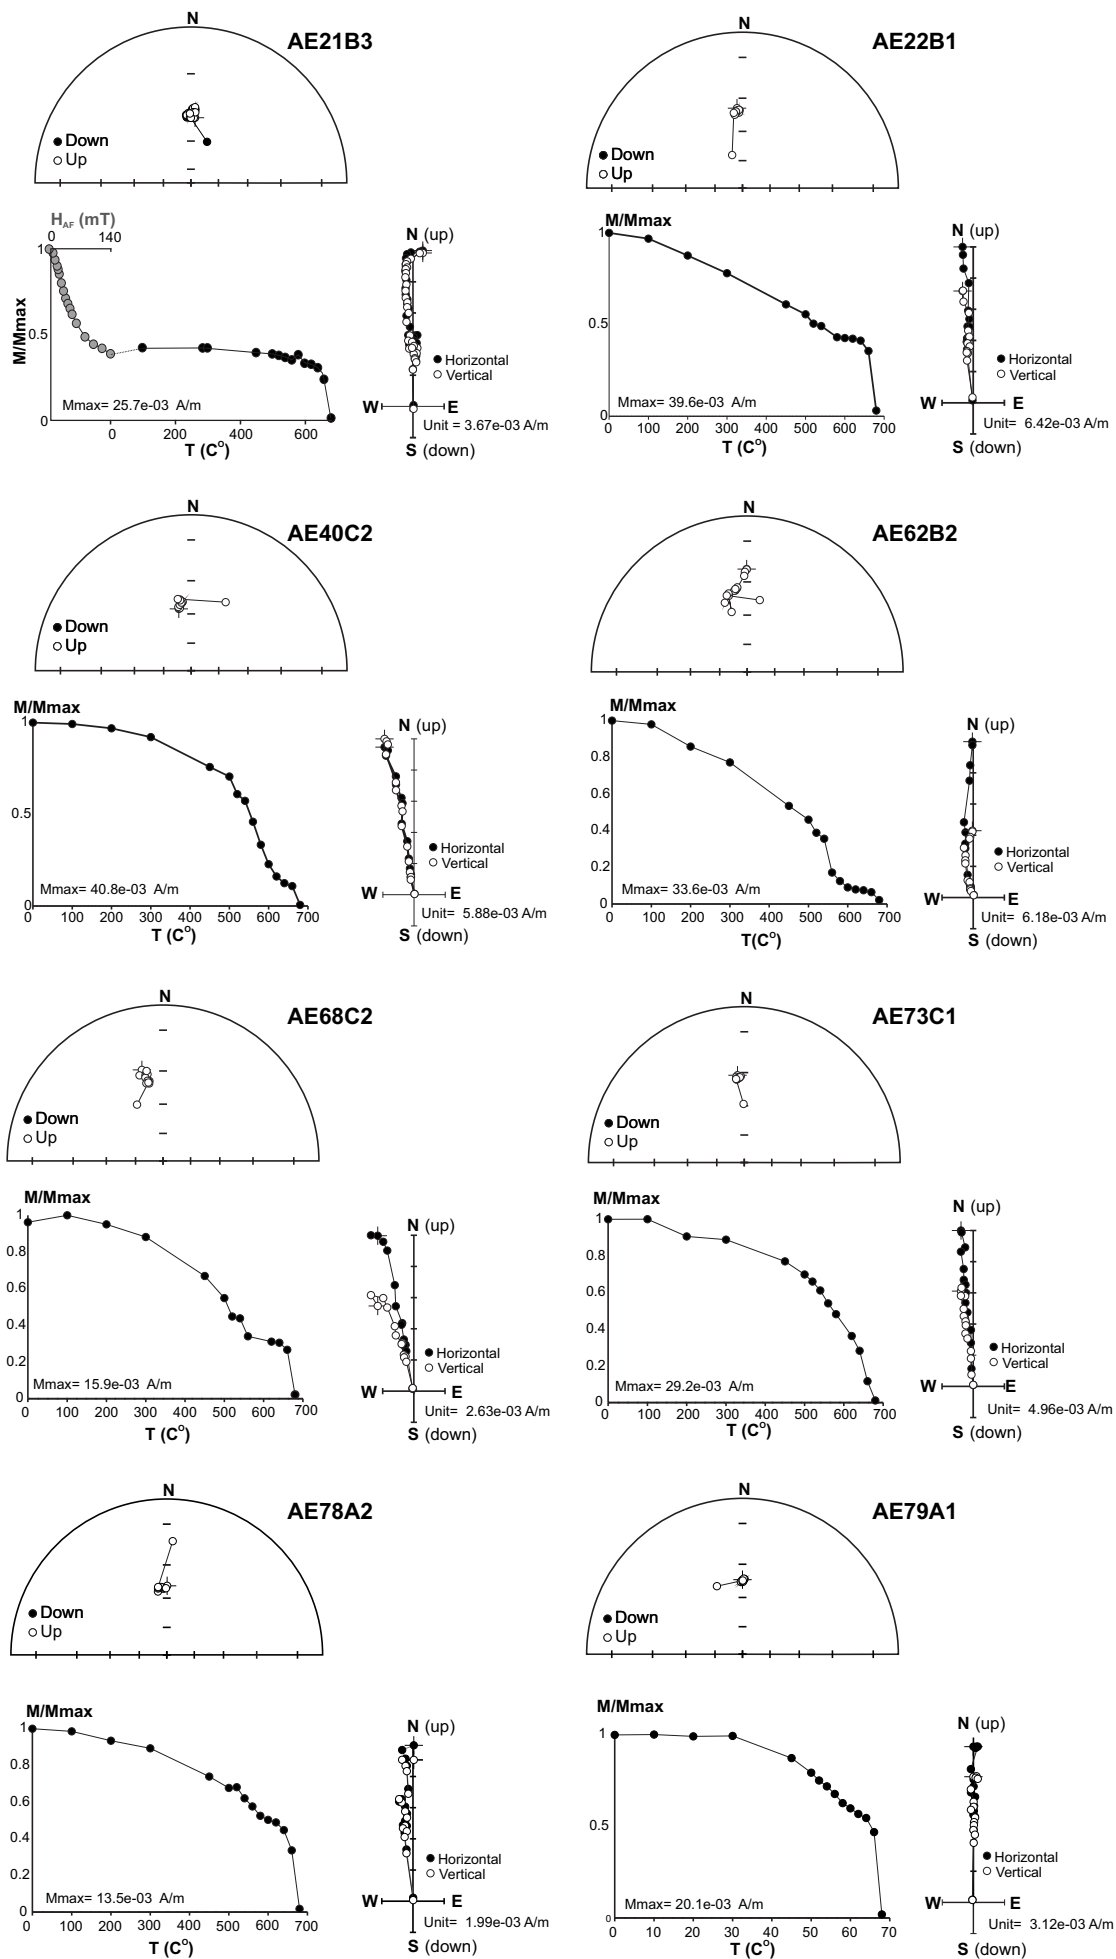 N
AE21B3
Down
Up
H_AF (mT)
0 140
1
0.5
0
M/Mmax
Mmax= 25.7e-03 A/m
0 200 400 600
T (C°)
N (up)
Horizontal
Vertical
W E
Unit = 3.67e-03 A/m
S (down)
N
AE22B1
Down
Up
M/Mmax
1
0.5
0
Mmax= 39.6e-03 A/m
0 100 200 300 400 500 600 700
T (C°)
N (up)
Horizontal
Vertical
W E
Unit= 6.42e-03 A/m
S (down)
N
AE40C2
Down
Up
M/Mmax
1
0.5
0
Mmax= 40.8e-03 A/m
0 100 200 300 400 500 600 700
T (C°)
N (up)
Horizontal
Vertical
W E
Unit= 5.88e-03 A/m
S (down)
N
AE62B2
Down
Up
M/Mmax
1
0.8
0.6
0.4
0.2
0
Mmax= 33.6e-03 A/m
0 100 200 300 400 500 600 700
T(C°)
N (up)
Horizontal
Vertical
W E
Unit= 6.18e-03 A/m
S (down)
N
AE68C2
Down
Up
M/Mmax
1
0.8
0.6
0.4
0.2
0
Mmax= 15.9e-03 A/m
0 100 200 300 400 500 600 700
T (C°)
N (up)
Horizontal
Vertical
W E
Unit= 2.63e-03 A/m
S (down)
N
AE73C1
Down
Up
M/Mmax
1
0.8
0.6
0.4
0.2
0
Mmax= 29.2e-03 A/m
0 100 200 300 400 500 600 700
T (C°)
N (up)
Horizontal
Vertical
W E
Unit= 4.96e-03 A/m
S (down)
N
AE78A2
Down
Up
M/Mmax
1
0.8
0.6
0.4
0.2
0
Mmax= 13.5e-03 A/m
0 100 200 300 400 500 600 700
T (C°)
N (up)
Horizontal
Vertical
W E
Unit= 1.99e-03 A/m
S (down)
N
AE79A1
Down
Up
M/Mmax
1
0.5
0
Mmax= 20.1e-03 A/m
0 10 20 30 40 50 60 70
T (C°)
N (up)
Horizontal
Vertical
W E
Unit= 3.12e-03 A/m
S (down)